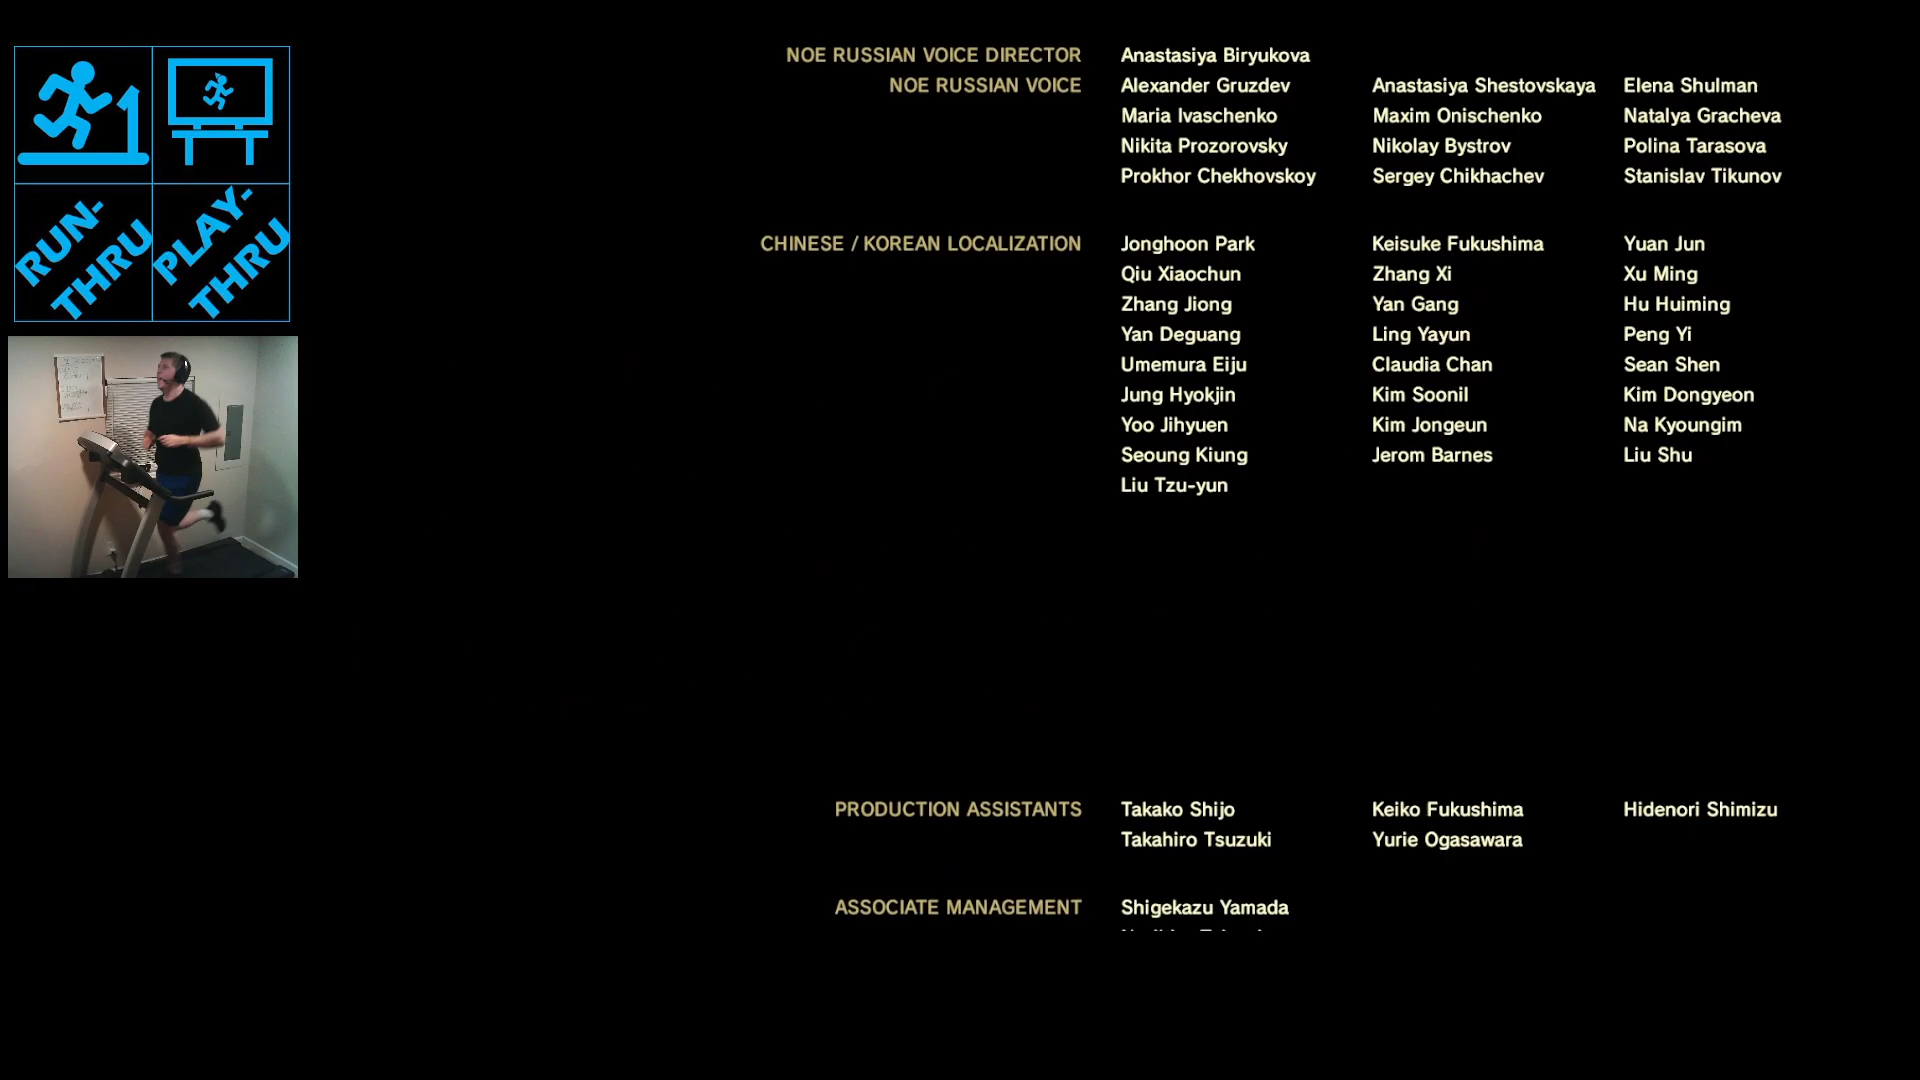 RUN-
THRU
PLAY-
THRU
NOE RUSSIAN VOICE DIRECTOR Anastasiya Biryukova
NOE RUSSIAN VOICE Alexander Gruzdev Anastasiya Shestovskaya Elena Shulman
Maria Ivaschenko Maxim Onischenko Natalya Gracheva
Nikita Prozorovsky Nikolay Bystrov Polina Tarasova
Prokhor Chekhovskoy Sergey Chikhachev Stanislav Tikunov
CHINESE / KOREAN LOCALIZATION Jonghoon Park Keisuke Fukushima Yuan Jun
Qiu Xiaochun Zhang Xi Xu Ming
Zhang Jiong Yan Gang Hu Huiming
Yan Deguang Ling Yayun Peng Yi
Umemura Eiju Claudia Chan Sean Shen
Jung Hyokjin Kim Soonil Kim Dongyeon
Yoo Jihyuen Kim Jongeun Na Kyoungim
Seoung Kiung Jerom Barnes Liu Shu
Liu Tzu-yun
PRODUCTION ASSISTANTS Takako Shijo Keiko Fukushima Hidenori Shimizu
Takahiro Tsuzuki Yurie Ogasawara
ASSOCIATE MANAGEMENT Shigekazu Yamada